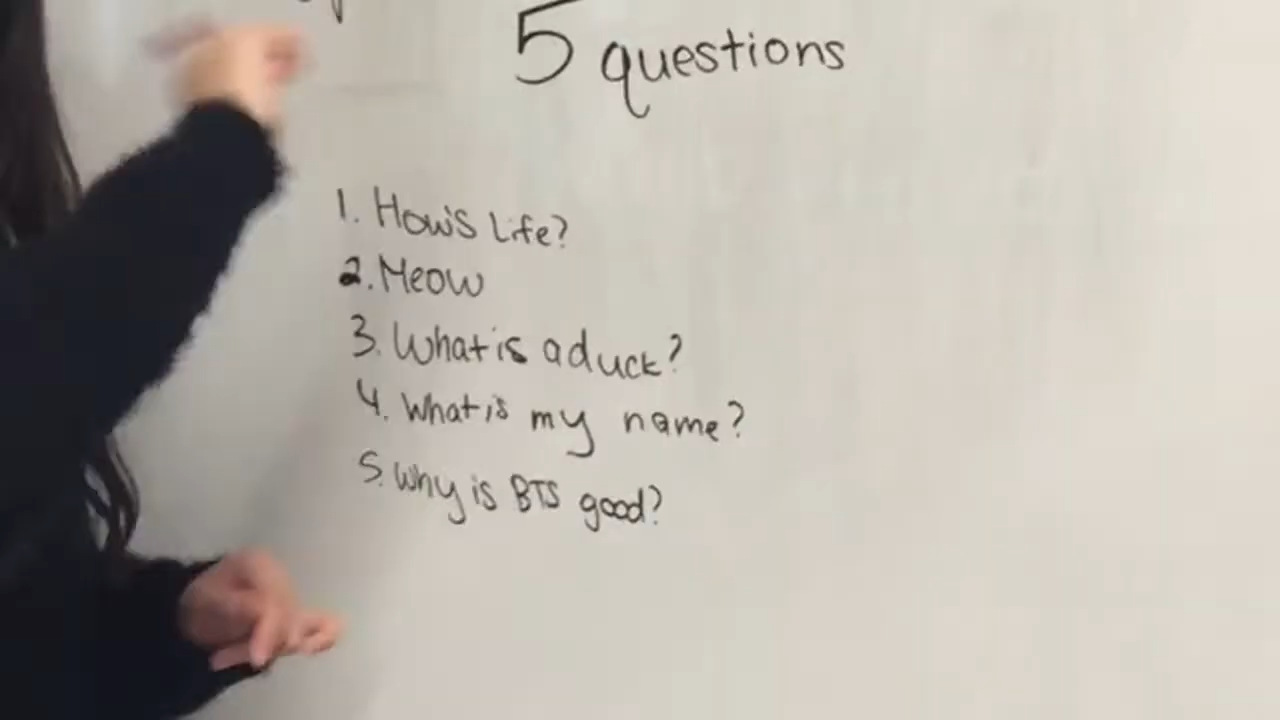 5 questions
1. How's Life?
2. Meow
3. What is a duck?
4. What is my name?
5. Why is BTS good?